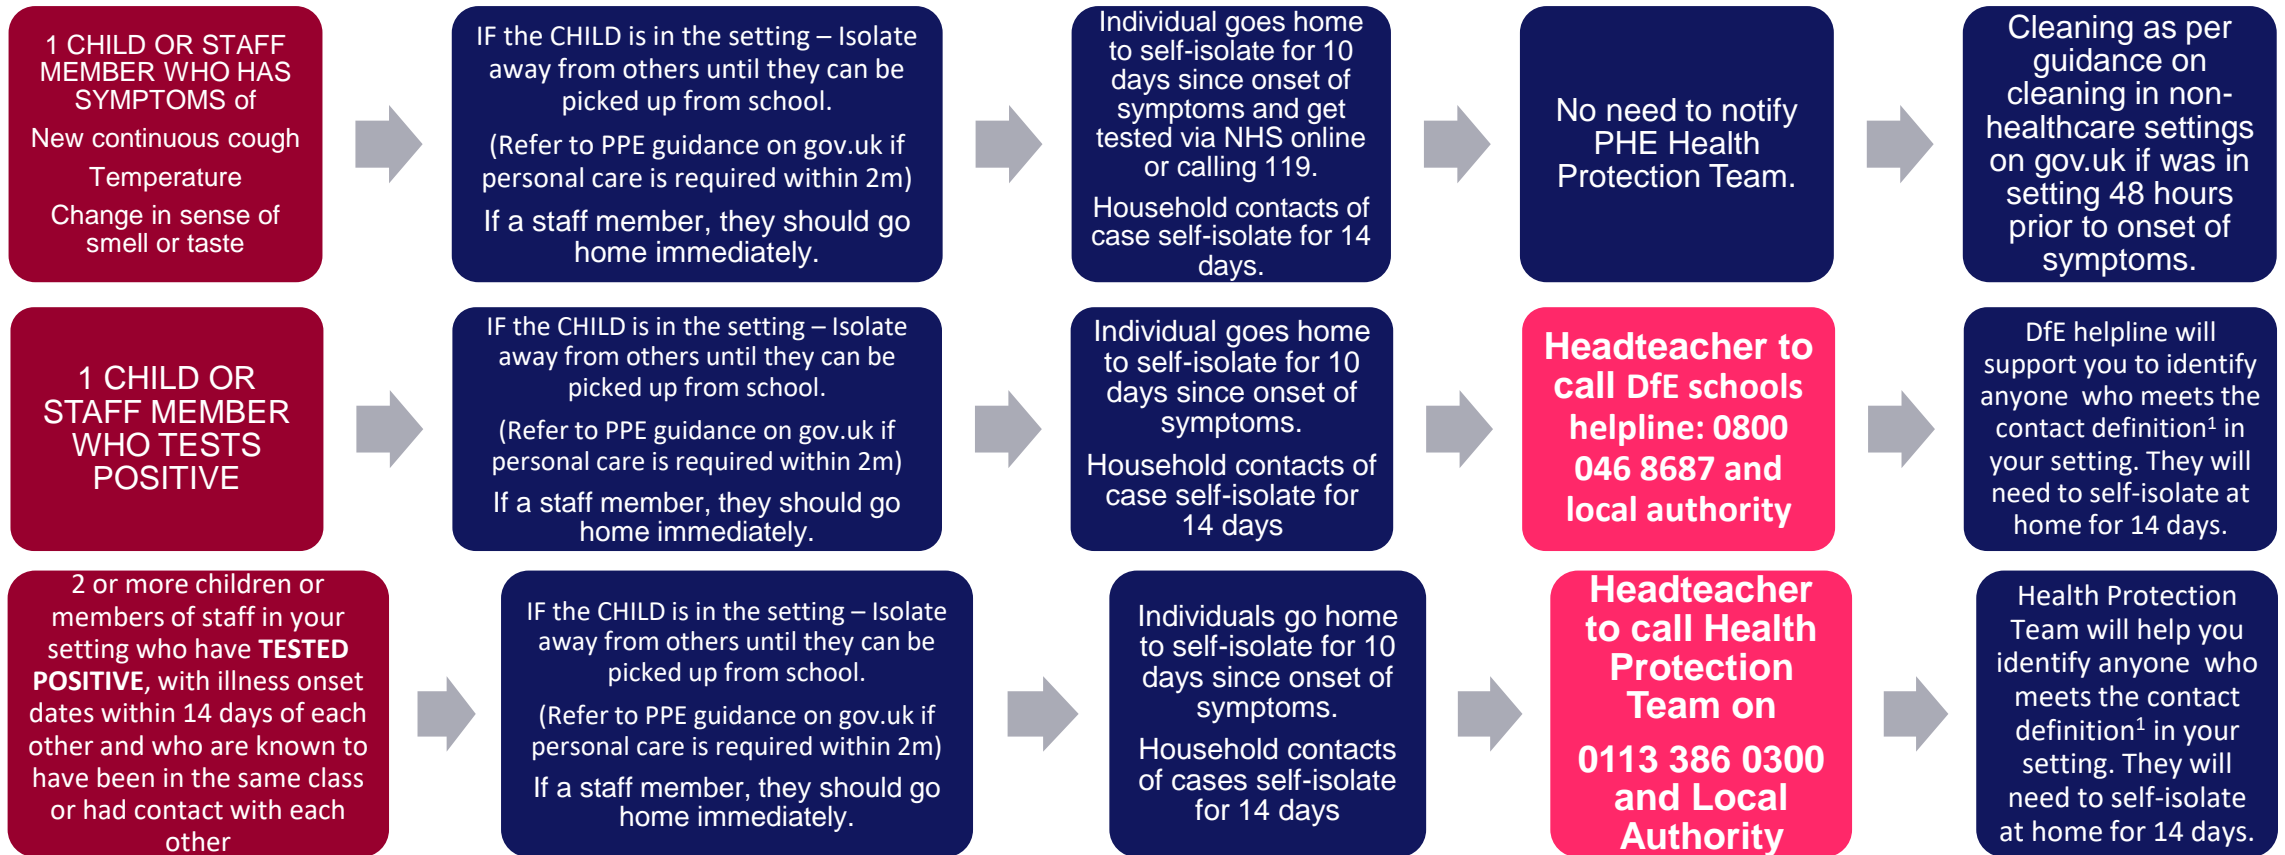 1 CHILD OR STAFF
MEMBER WHO HAS
SYMPTOMS of
New continuous cough
Temperature
Change in sense of
smell or taste
IF the CHILD is in the setting – Isolate
away from others until they can be
picked up from school.
(Refer to PPE guidance on gov.uk if
personal care is required within 2m)
If a staff member, they should go
home immediately.
Individual goes home
to self-isolate for 10
days since onset of
symptoms and get
tested via NHS online
or calling 119.
Household contacts of
case self-isolate for 14
days.
No need to notify
PHE Health
Protection Team.
Cleaning as per
guidance on
cleaning in non-
healthcare settings
on gov.uk if was in
setting 48 hours
prior to onset of
symptoms.
1 CHILD OR
STAFF MEMBER
WHO TESTS
POSITIVE
IF the CHILD is in the setting – Isolate
away from others until they can be
picked up from school.
(Refer to PPE guidance on gov.uk if
personal care is required within 2m)
If a staff member, they should go
home immediately.
Individual goes home
to self-isolate for 10
days since onset of
symptoms.
Household contacts of
case self-isolate for
14 days
Headteacher to
call DfE schools
helpline: 0800
046 8687 and
local authority
DfE helpline will
support you to identify
anyone who meets the
contact definition¹ in
your setting. They will
need to self-isolate at
home for 14 days.
2 or more children or
members of staff in your
setting who have TESTED
POSITIVE, with illness onset
dates within 14 days of each
other and who are known to
have been in the same class
or had contact with each
other
IF the CHILD is in the setting – Isolate
away from others until they can be
picked up from school.
(Refer to PPE guidance on gov.uk if
personal care is required within 2m)
If a staff member, they should go
home immediately.
Individuals go home
to self-isolate for 10
days since onset of
symptoms.
Household contacts
of cases self-isolate
for 14 days
Headteacher
to call Health
Protection
Team on
0113 386 0300
and Local
Authority
Health Protection
Team will help you
identify anyone who
meets the contact
definition¹ in your
setting. They will
need to self-isolate
at home for 14 days.